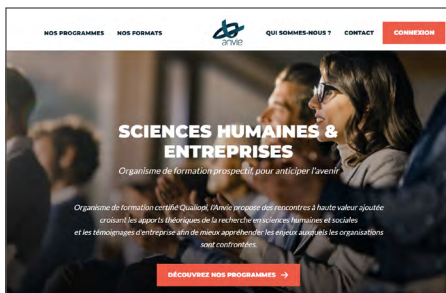 NOS PROGRAMMES NOS FORMATS anvie QUI SOMMES-NOUS ? CONTACT CONNEXION
SCIENCES HUMAINES &
ENTREPRISES
Organisme de formation prospectif, pour anticiper l'avenir
Organisme de formation certifié Qualiopi, l'Anvie propose des rencontres à haute valeur ajoutée
croisant les apports théoriques de la recherche en sciences humaines et sociales
et les témoignages d'entreprise afin de mieux appréhender les enjeux auxquels les organisations
sont confrontées.
DÉCOUVREZ NOS PROGRAMMES →